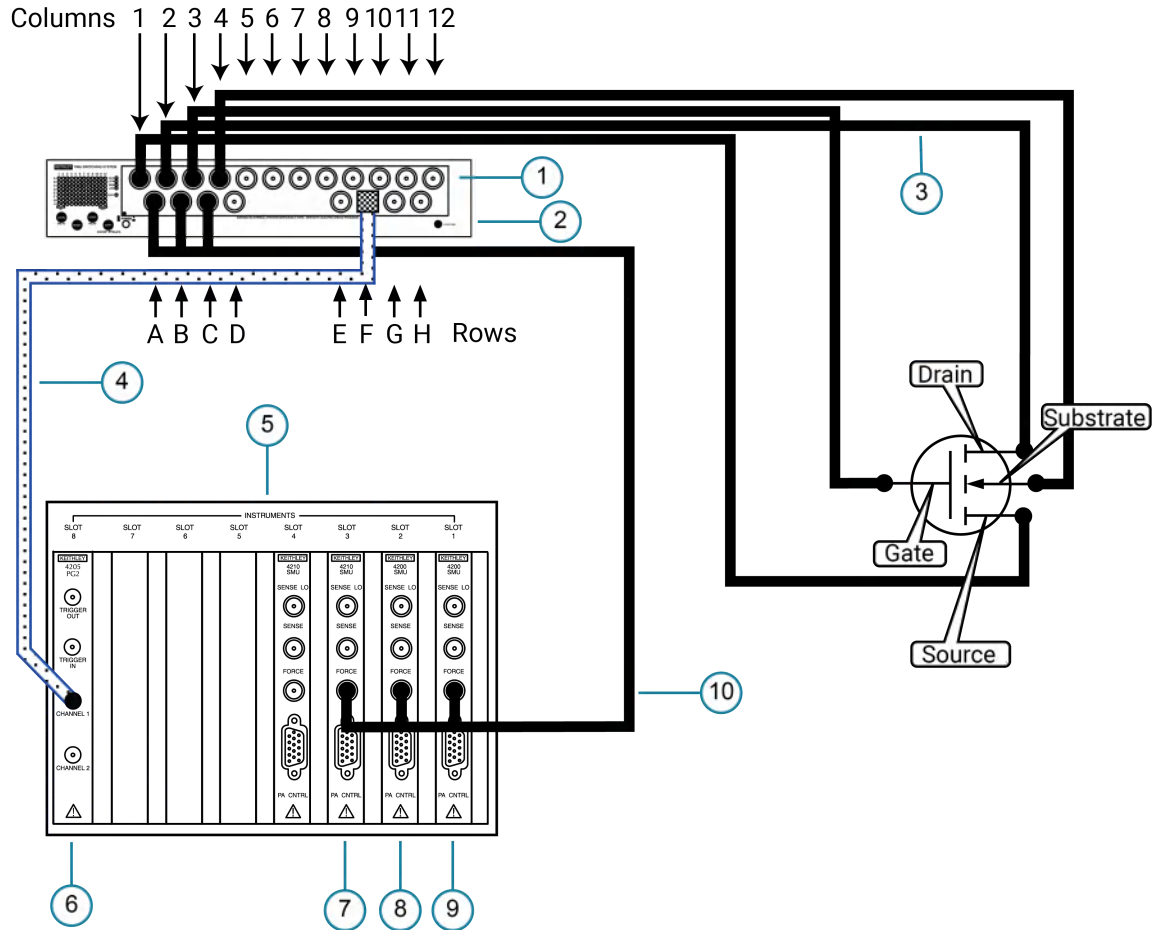 Columns 1 2 3 4 5 6 7 8 9 10 11 12
KEITHLEY
1
2
3
A B C D E F G H Rows
4
5
Drain
Substrate
Gate
Source
INSTRUMENTS
SLOT 8
SLOT 7
SLOT 6
SLOT 5
SLOT 4
SLOT 3
SLOT 2
SLOT 1
KEITHLEY
4205
PG2
TRIGGER
OUT
TRIGGER
IN
CHANNEL 1
CHANNEL 2
KEITHLEY
4210
SMU
SENSE LO
SENSE
FORCE
PA CNTRL
KEITHLEY
4210
SMU
SENSE LO
SENSE
FORCE
PA CNTRL
KEITHLEY
4200
SMU
SENSE LO
SENSE
FORCE
PA CNTRL
KEITHLEY
4200
SMU
SENSE LO
SENSE
FORCE
PA CNTRL
10
6
7
8
9